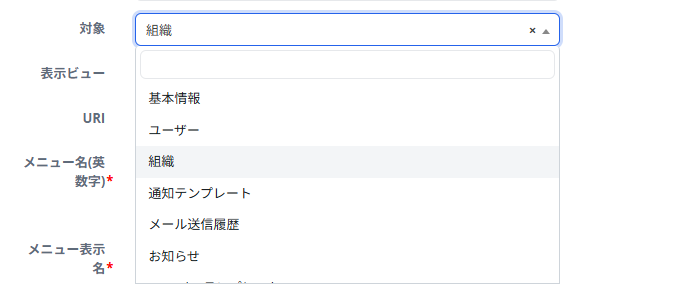 対象
組織
×
表示ビュー
基本情報
URI
ユーザー
メニュー名(英
数字)*
組織
通知テンプレート
メール送信履歴
メニュー表示
名*
お知らせ